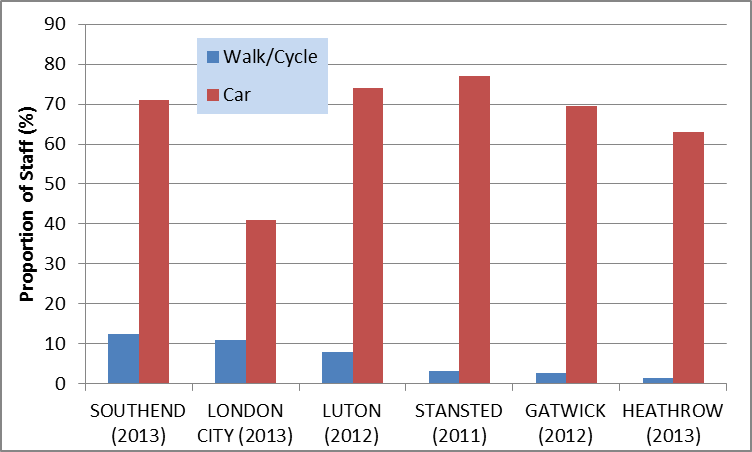 90
80
70
60
50
40
30
20
10
0
Proportion of Staff (%)
Walk/Cycle
Car
SOUTHEND
(2013)
LONDON
CITY (2013)
LUTON
(2012)
STANSTED
(2011)
GATWICK
(2012)
HEATHROW
(2013)